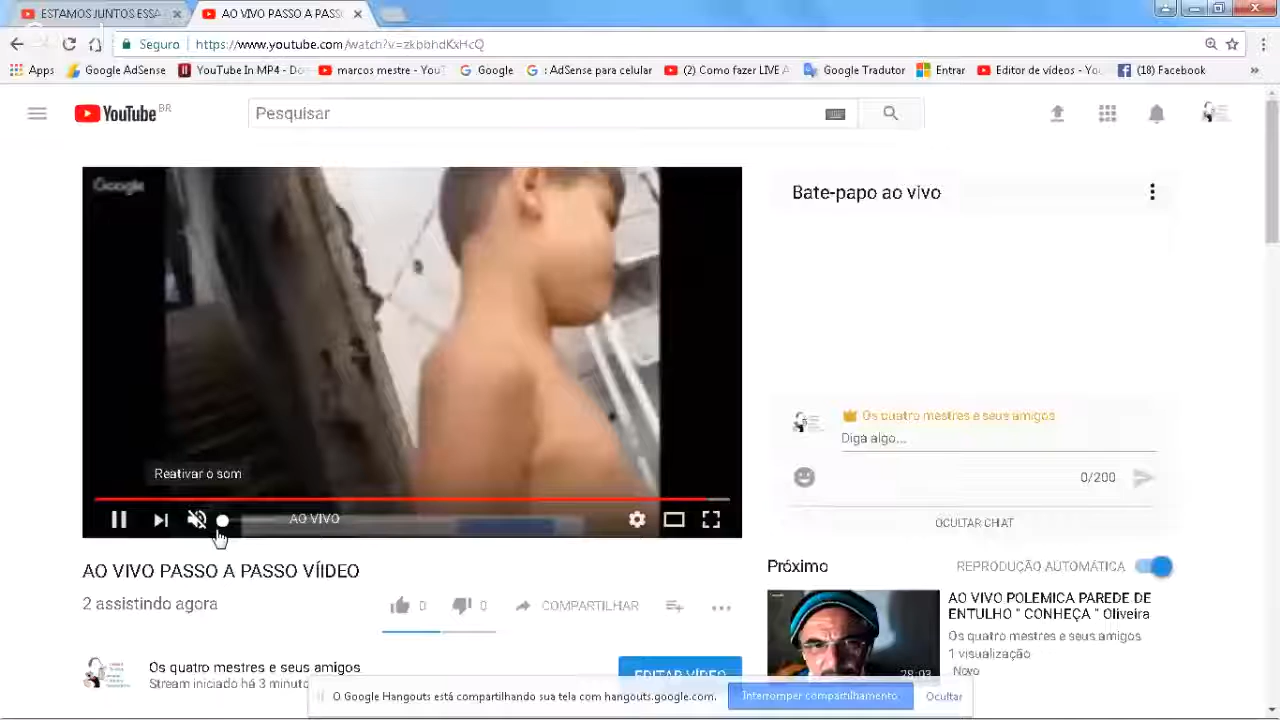 ESTAMOS JUNTOS ESSA
AO VIVO PASSO A PASS
Seguro
https://www.youtube.com/watch?v=zkbbhdKxHcQ
Apps
Google AdSense
YouTube In MP4 - Do
marcos mestre - You
Google
: AdSense para celular
(2) Como fazer LIVE A
Google Tradutor
Entrar
Editor de vídeos - You
(18) Facebook
YouTube BR
Pesquisar
Google
Bate-papo ao vivo
Os quatro mestres e seus amigos
Diga algo...
Reativar o som
0/200
AO VIVO
OCULTAR CHAT
AO VIVO PASSO A PASSO VÍIDEO
Próximo
REPRODUÇÃO AUTOMÁTICA
2 assistindo agora
0
0
COMPARTILHAR
AO VIVO POLEMICA PAREDE DE
ENTULHO " CONHEÇA " Oliveira
Os quatro mestres e seus amigos
1 visualização
Novo
28:03
Os quatro mestres e seus amigos
Stream iniciado há 3 minuto
EDITAR VÍDEO
O Google Hangouts está compartilhando sua tela com hangouts.google.com.
Interromper compartilhamento
Ocultar